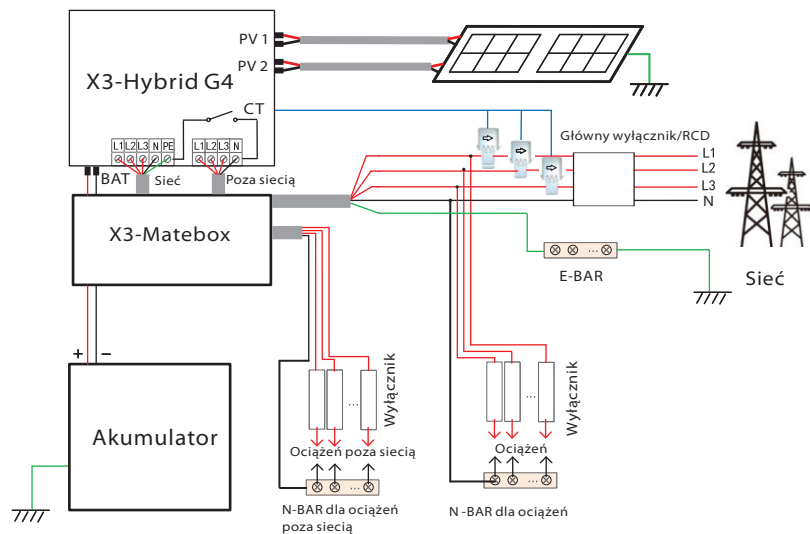 PV 1
X3-Hybrid G4
PV 2
CT
L1 L2 L3 N PE
L1 L2 L3 N
BAT
Sieć
Poza siecią
Główny wyłącznik/RCD
L1
L2
L3
N
X3-Matebox
E-BAR
Sieć
+ −
Akumulator
...
Wyłącznik
...
Wyłącznik
Ociążeń poza siecią
Ociążeń
...
...
N-BAR dla ociążeń
poza siecią
N -BAR dla ociążeń